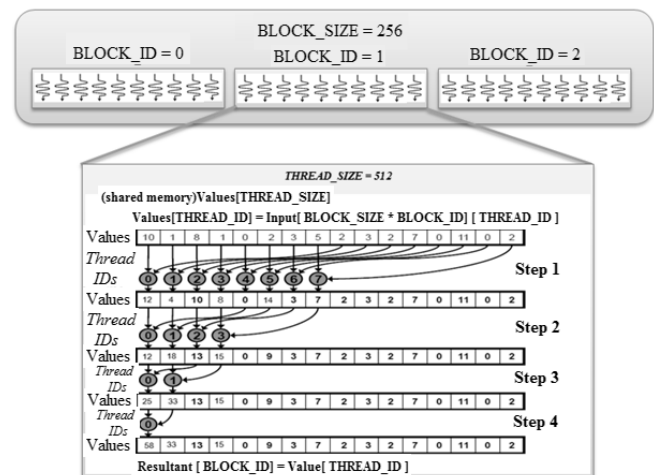 BLOCK_SIZE = 256
BLOCK_ID = 0 BLOCK_ID = 1 BLOCK_ID = 2
THREAD_SIZE = 512
(shared memory)Values[THREAD_SIZE]
Values[THREAD_ID] = Input[ BLOCK_SIZE * BLOCK_ID] [ THREAD_ID ]
Values 10 1 8 1 0 2 3 5 2 3 2 7 0 11 0 2
Thread IDs 0 1 2 3 4 5 6 7 Step 1
Values 12 4 10 8 0 14 3 7 2 3 2 7 0 11 0 2
Thread IDs 0 1 2 3 Step 2
Values 12 18 13 15 0 9 3 7 2 3 2 7 0 11 0 2
Thread IDs 0 1 Step 3
Values 25 33 13 15 0 9 3 7 2 3 2 7 0 11 0 2
Thread IDs 0 Step 4
Values 58 33 13 15 0 9 3 7 2 3 2 7 0 11 0 2
Resultant [ BLOCK_ID] = Value[ THREAD_ID ]